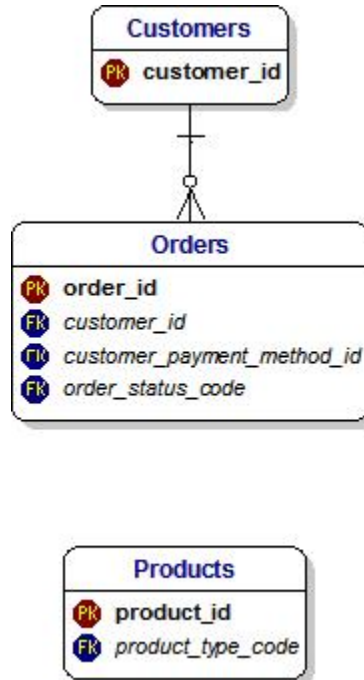 Customers
PK customer_id
Orders
PK order_id
FK customer_id
FK customer_payment_method_id
FK order_status_code
Products
PK product_id
FK product_type_code